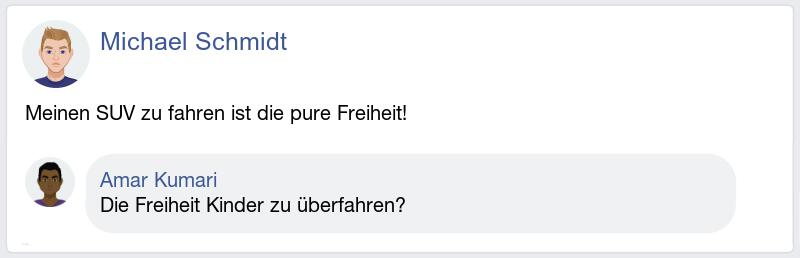 Michael Schmidt
Meinen SUV zu fahren ist die pure Freiheit!
Amar Kumari
Die Freiheit Kinder zu überfahren?